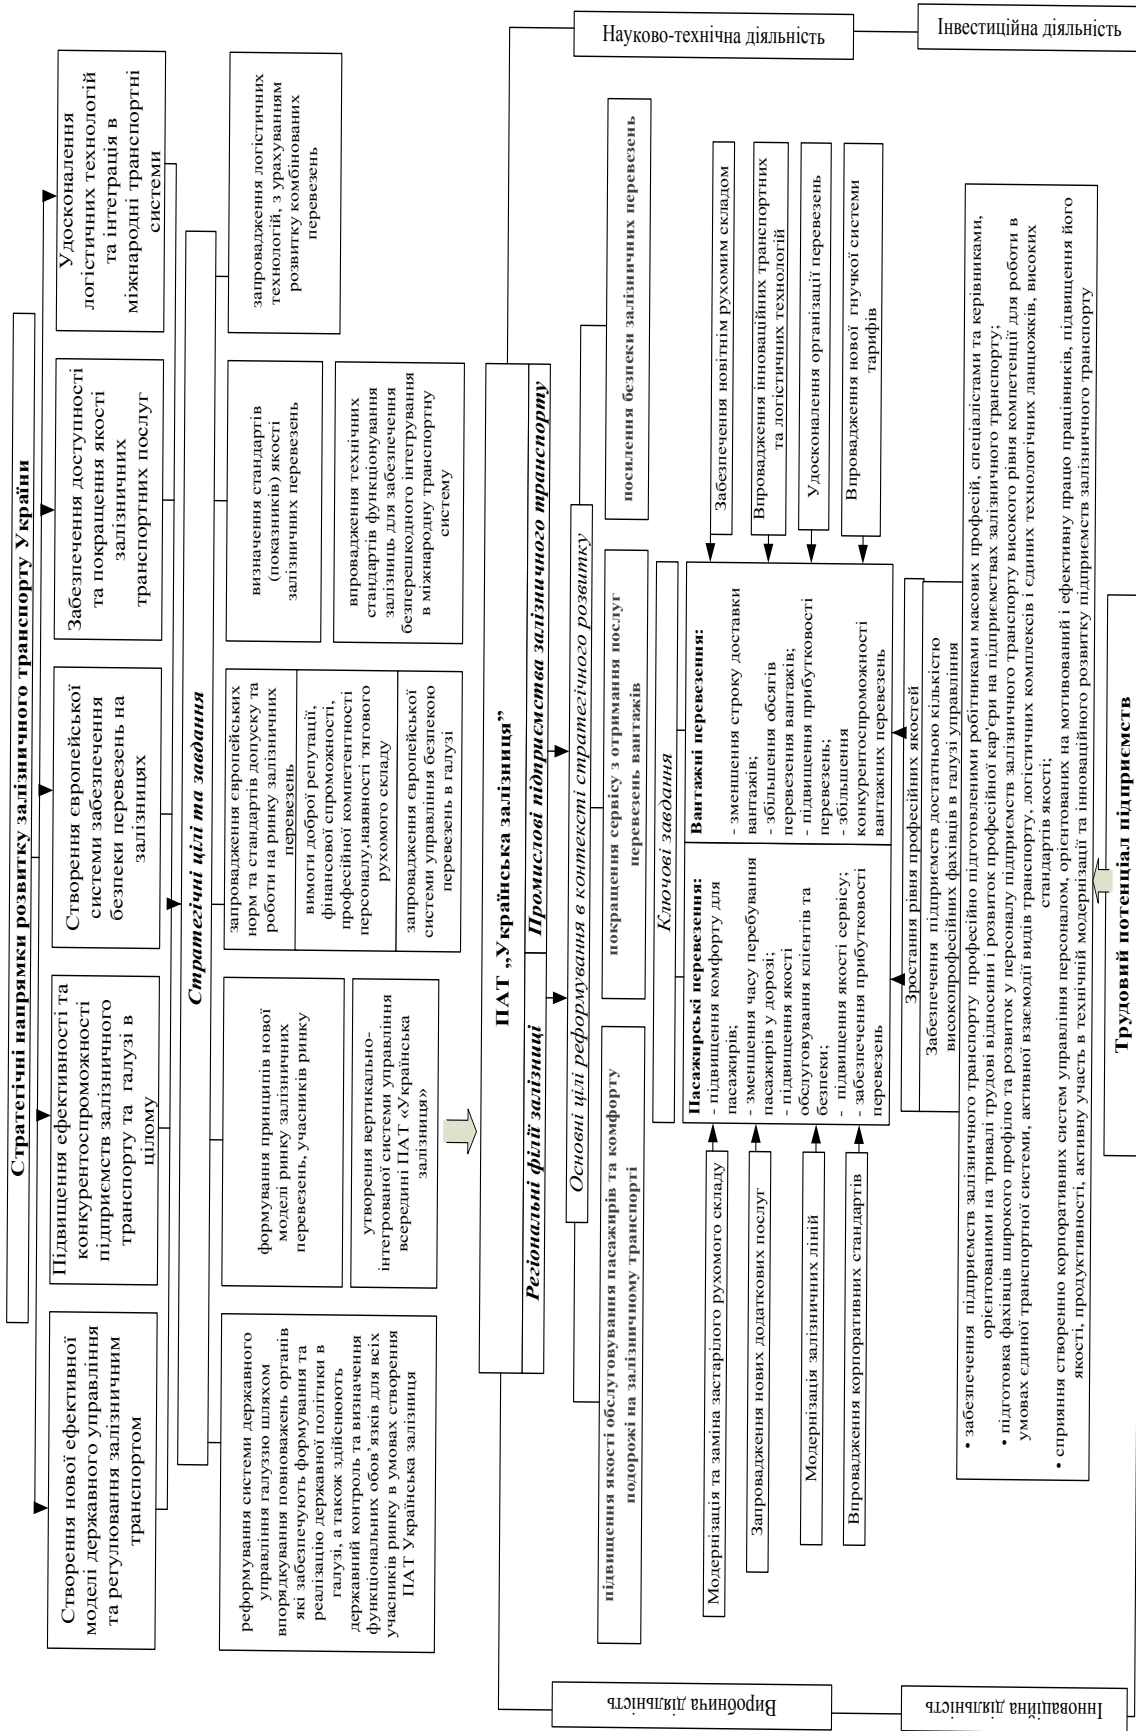 Стратегічні напрямки розвитку залізничного транспорту України
Створення нової ефективної
моделі державного управління
та регулювання залізничним
транспортом
Підвищення ефективності та
конкурентоспроможності
підприємств залізничного
транспорту та галузі в
цілому
Створення європейської
системи забезпечення
безпеки перевезень на
залізницях
Забезпечення доступності
та покращення якості
залізничних
транспортних послуг
Удосконалення
логістичних технологій
та інтеграція в
міжнародні транспортні
системи
Стратегічні цілі та завдання
реформування системи державного
управління галуззю шляхом
впорядкування повноважень органів
які забезпечують формування та
реалізацію державної політики в
галузі, а також здійснюють
державний контроль та визначення
функціональних обов'язків для всіх
учасників ринку в умовах створення
ПАТ Українська залізниця
формування принципів нової
моделі ринку залізничних
перевезень, учасників ринку
утворення вертикально-
інтегрованої системи управління
всередині ПАТ «Українська
залізниця»
запровадження європейських
норм та стандартів допуску та
роботи на ринку залізничних
перевезень
вимоги доброї репутації,
фінансової спроможності,
професійної компетентності
персоналу,наявності тягового
рухомого складу
запровадження європейської
системи управління безпекою
перевезень в галузі
визначення стандартів
(показників) якості
залізничних перевезень
впровадження технічних
стандартів функціонування
залізниць для забезпечення
безперешкодного інтегрування
в міжнародну транспортну
систему
запровадження логістичних
технологій, з урахуванням
розвитку комбінованих
перевезень
ПАТ „Українська залізниця”
Регіональні філії залізниці
Промислові підприємства залізничного транспорту
Основні цілі реформування в контексті стратегічного розвитку
підвищення якості обслуговування пасажирів та комфорту
подорожі на залізничному транспорті
покращення сервісу з отримання послуг
перевезень вантажів
посилення безпеки залізничних перевезень
Ключові завдання
Модернізація та заміна застарілого рухомого складу
Запровадження нових додаткових послуг
Модернізація залізничних ліній
Впровадження корпоративних стандартів
Пасажирські перевезення:
- підвищення комфорту для
пасажирів;
- зменшення часу перебування
пасажирів у дорозі;
- підвищення якості
обслуговування клієнтів та
безпеки;
- підвищення якості сервісу;
- забезпечення прибутковості
перевезень
Вантажні перевезення:
- зменшення строку доставки
вантажів;
- збільшення обсягів
перевезення вантажів;
- підвищення прибутковості
перевезень;
- збільшення
конкурентоспроможності
вантажних перевезень
Забезпечення новітнім рухомим складом
Впровадження інноваційних транспортних
та логістичних технологій
Удосконалення організації перевезень
Впровадження нової гнучкої системи
тарифів
Зростання рівня професійних якостей
Забезпечення підприємств достатньою кількістю
високопрофесійних фахівців в галузі управління
• забезпечення підприємств залізничного транспорту професійно підготовленими робітниками масових професій, спеціалістами та керівниками,
орієнтованими на тривалі трудові відносини і розвиток професійної кар'єри на підприємствах залізничного транспорту;
• підготовка фахівців широкого профілю та розвиток у персоналу підприємств залізничного транспорту високого рівня компетенції для роботи в
умовах єдиної транспортної системи, активної взаємодії видів транспорту, логістичних комплексів і єдиних технологічних ланцюжків, високих
стандартів якості;
• сприяння створенню корпоративних систем управління персоналом, орієнтованих на мотивований і ефективну працю працівників, підвищення його
якості, продуктивності, активну участь в технічній модернізації та інноваційного розвитку підприємств залізничного транспорту
Трудовий потенціал підприємств
Виробнича діяльність
Інноваційна діяльність
Науково-технічна діяльність
Інвестиційна діяльність